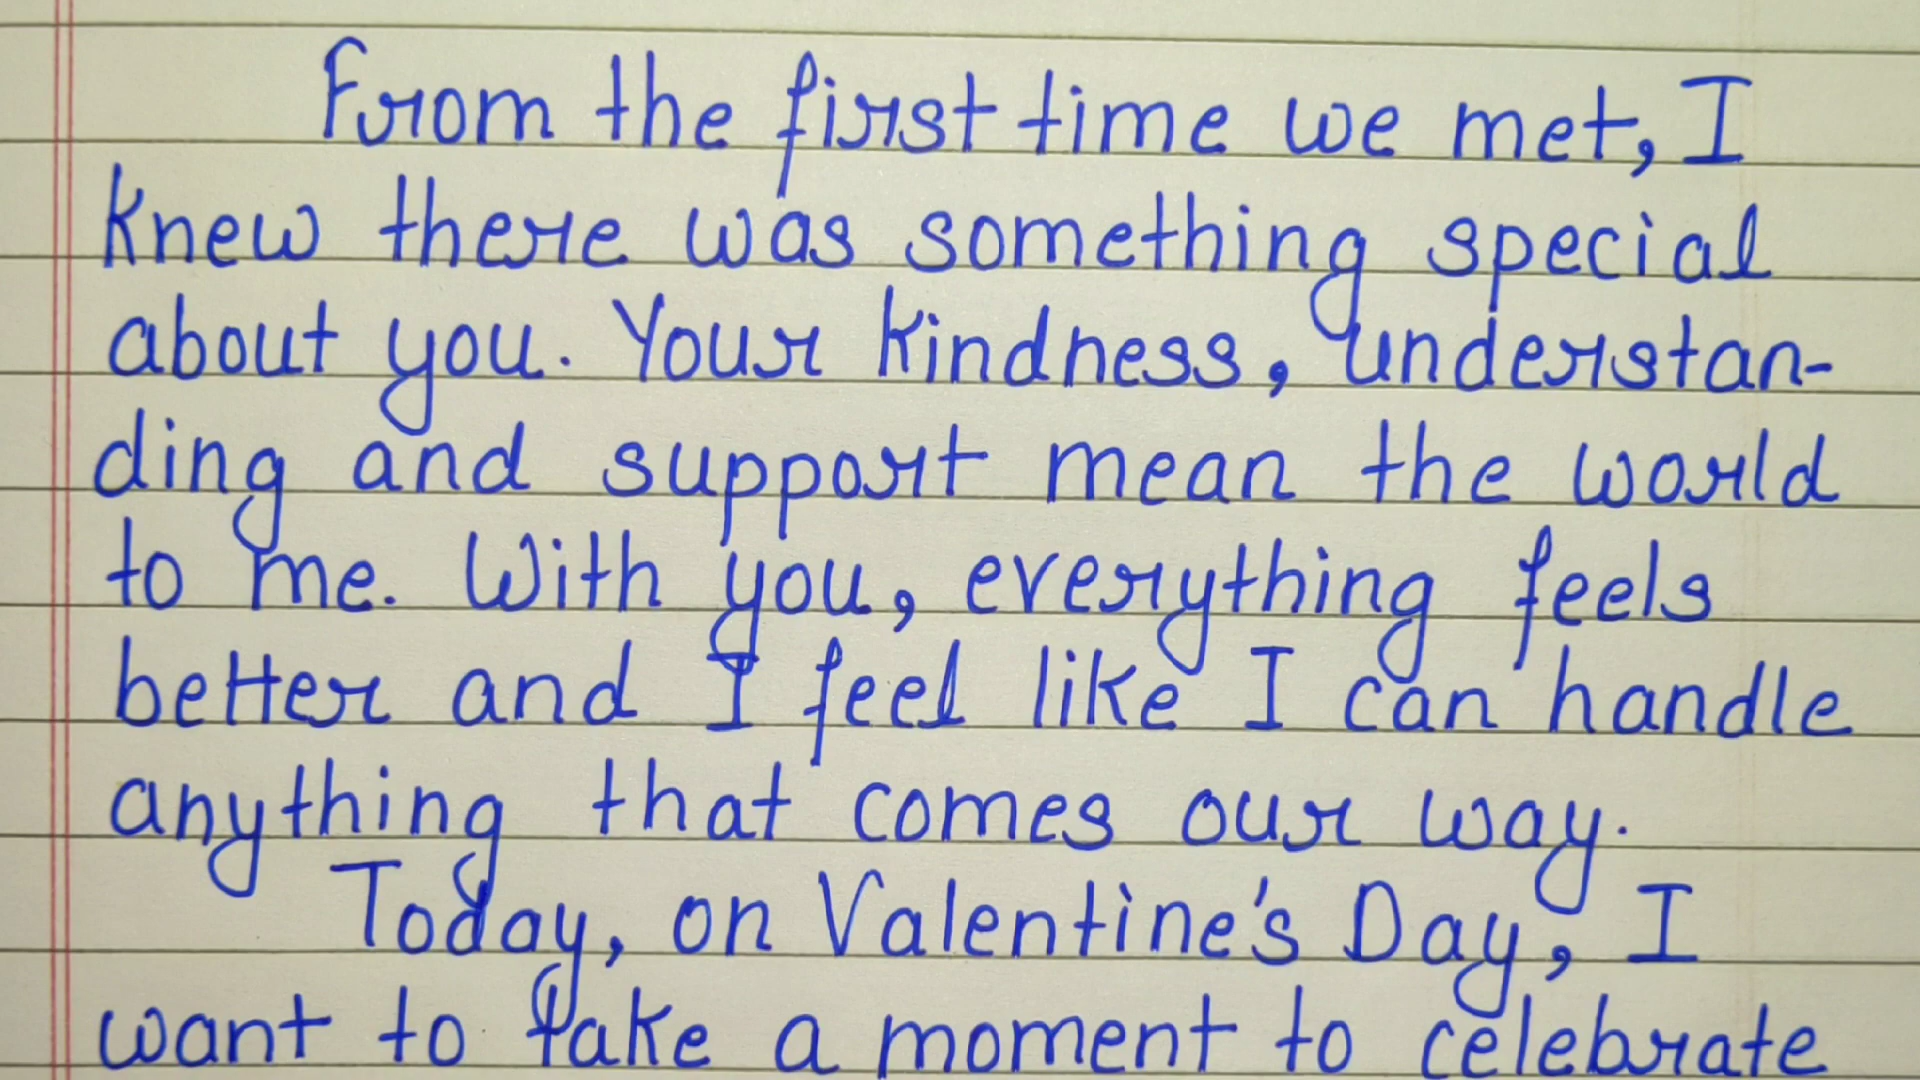 From the first time we met, I
knew there was something special
about you. Your kindness, understan-
ding and support mean the world
to me. With you, everything feels
better and I feel like I can handle
anything that comes our way.
Today, on Valentine's Day, I
want to take a moment to celebrate